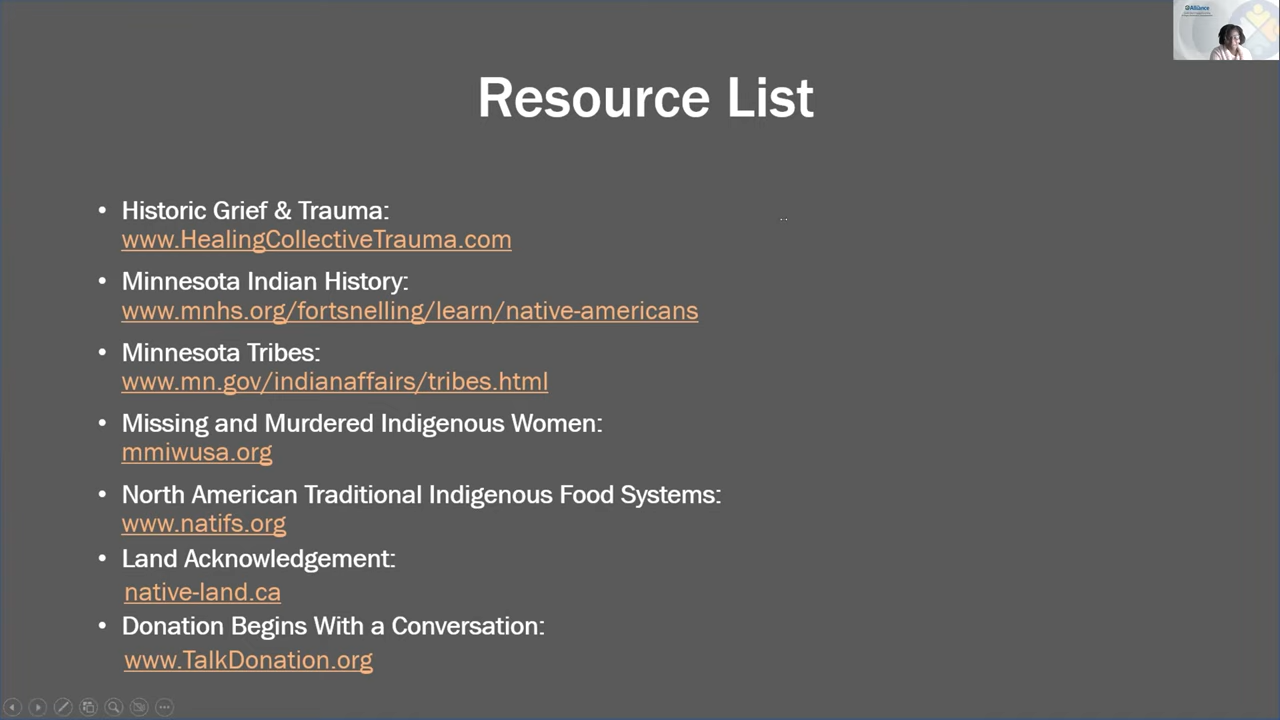 Alliance
Resource List
• Historic Grief & Trauma:
www.HealingCollectiveTrauma.com
• Minnesota Indian History:
www.mnhs.org/fortsnelling/learn/native-americans
• Minnesota Tribes:
www.mn.gov/indianaffairs/tribes.html
• Missing and Murdered Indigenous Women:
mmiwusa.org
• North American Traditional Indigenous Food Systems:
www.natifs.org
• Land Acknowledgement:
native-land.ca
• Donation Begins With a Conversation:
www.TalkDonation.org